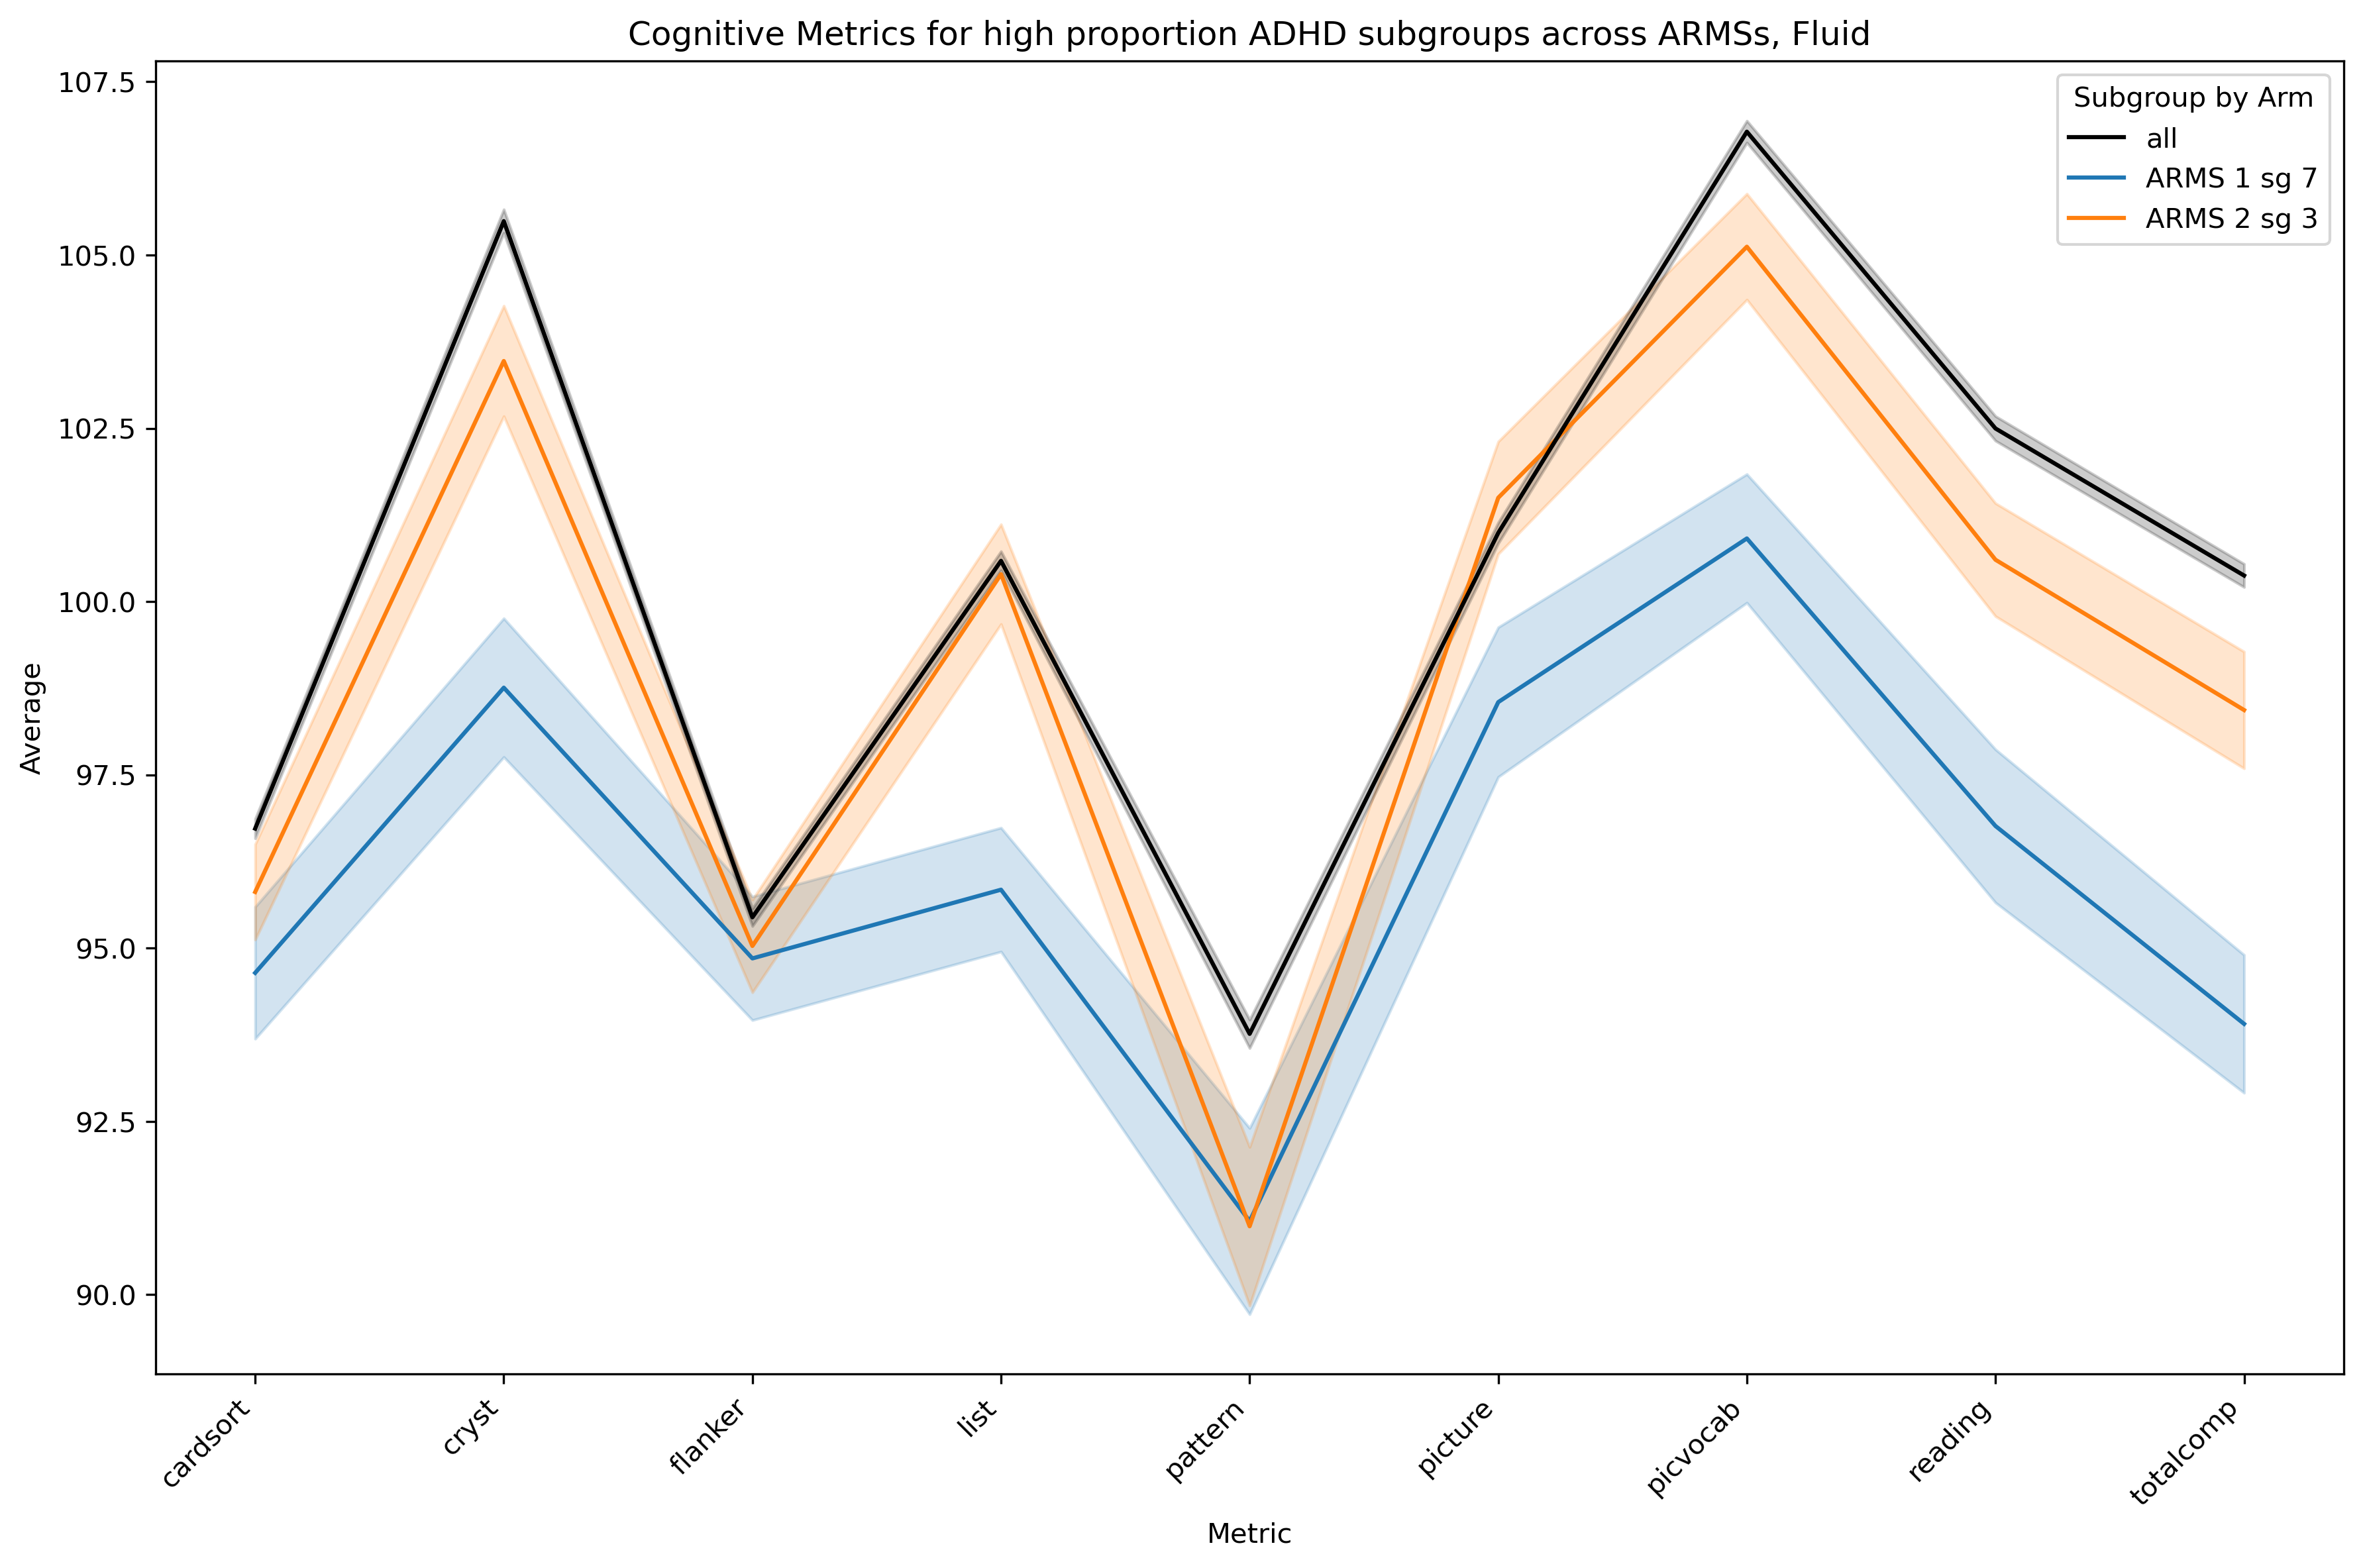 Cognitive Metrics for high proportion ADHD subgroups across ARMSs, Fluid
107.5
105.0
102.5
100.0
97.5
95.0
92.5
90.0
Average
Subgroup by Arm
all
ARMS 1 sg 7
ARMS 2 sg 3
cardsort
cryst
flanker
list
pattern
picture
picvocab
reading
totalcomp
Metric